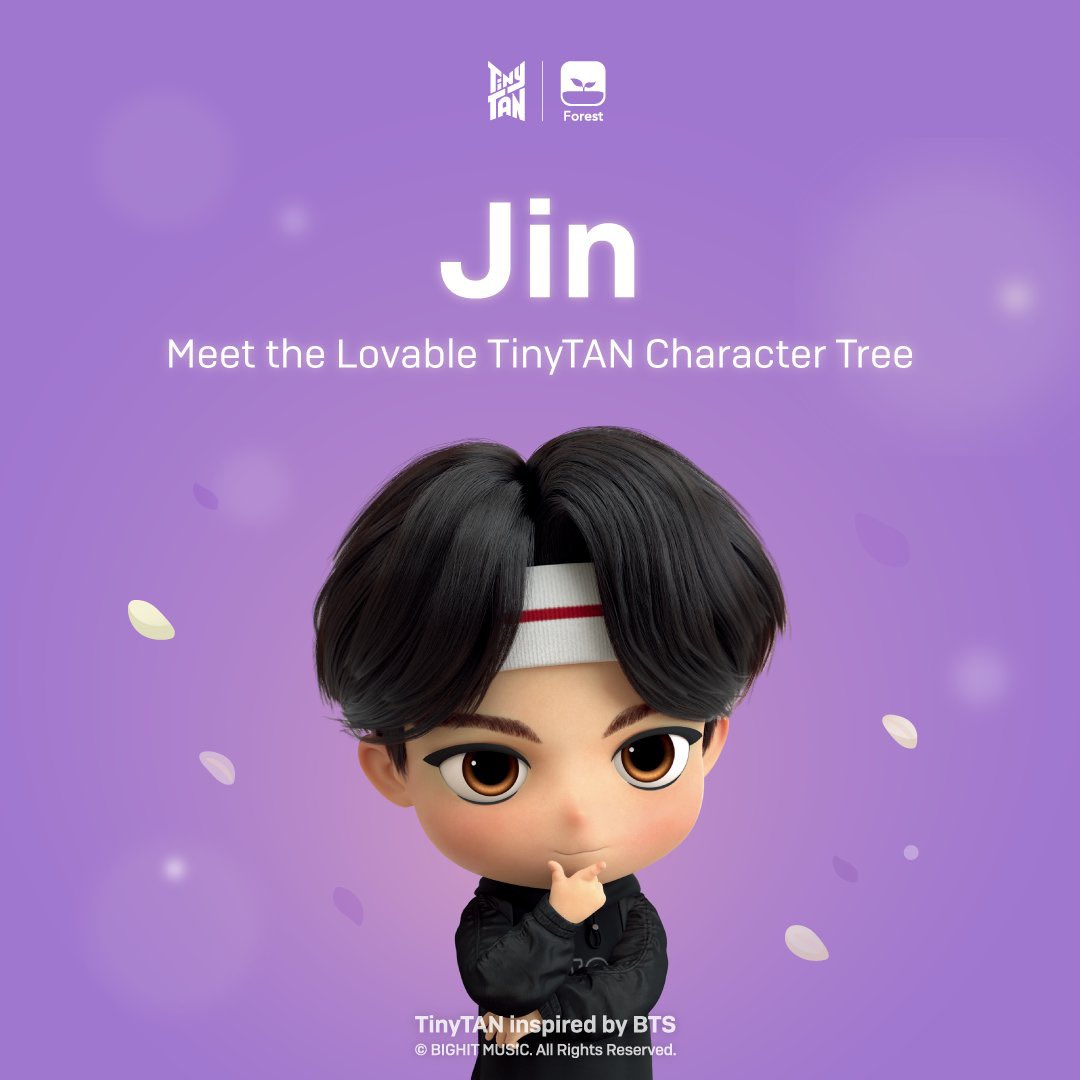 TinyTAN
Forest
Jin
Meet the Lovable TinyTAN Character Tree
TinyTAN inspired by BTS
© BIGHIT MUSIC. All Rights Reserved.